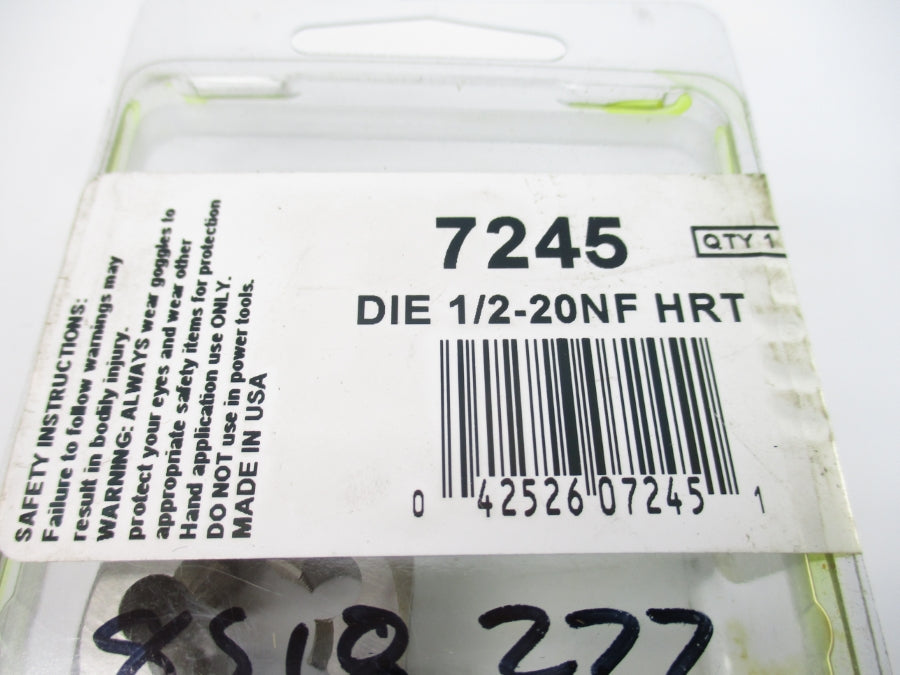 7245
QTY 1
DIE 1/2-20NF HRT
0 42526 07245 1
SAFETY INSTRUCTIONS:
Failure to follow warnings may
result in bodily injury.
WARNING: ALWAYS wear goggles to
protect your eyes and wear other
appropriate safety items for protection
Hand application use ONLY.
DO NOT use in power tools.
MADE IN USA
8518 277